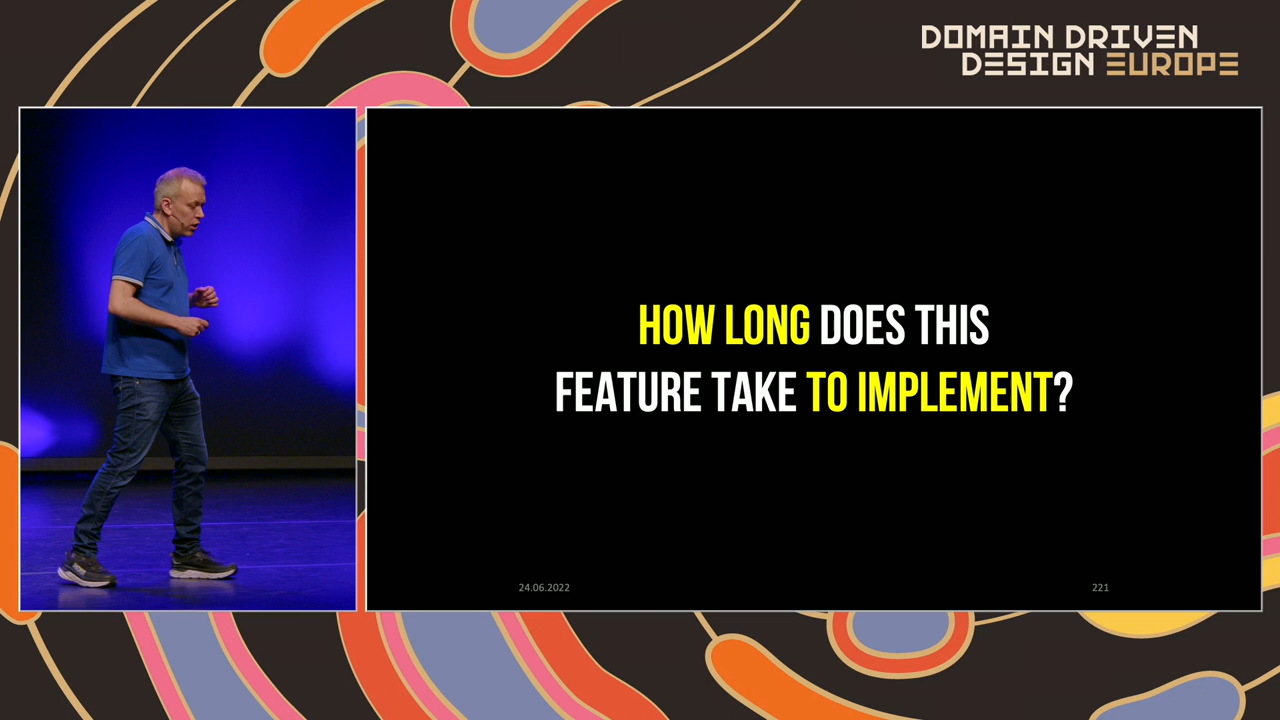 DOMAIN DRIVEN
DESIGN EUROPE
HOW LONG DOES THIS
FEATURE TAKE TO IMPLEMENT?
24.06.2022
221